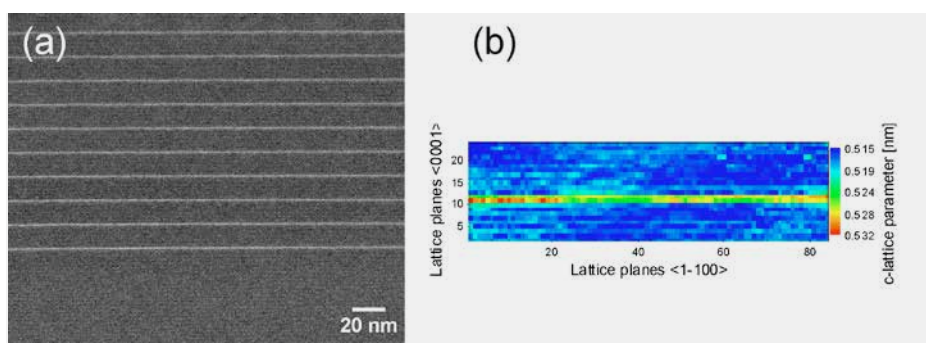 (a)
20 nm
(b)
Lattice planes <0001>
20
15
10
5
20 40 60 80
Lattice planes <1-100>
0.515
0.519
0.524
0.528
0.532
c-lattice parameter [nm]